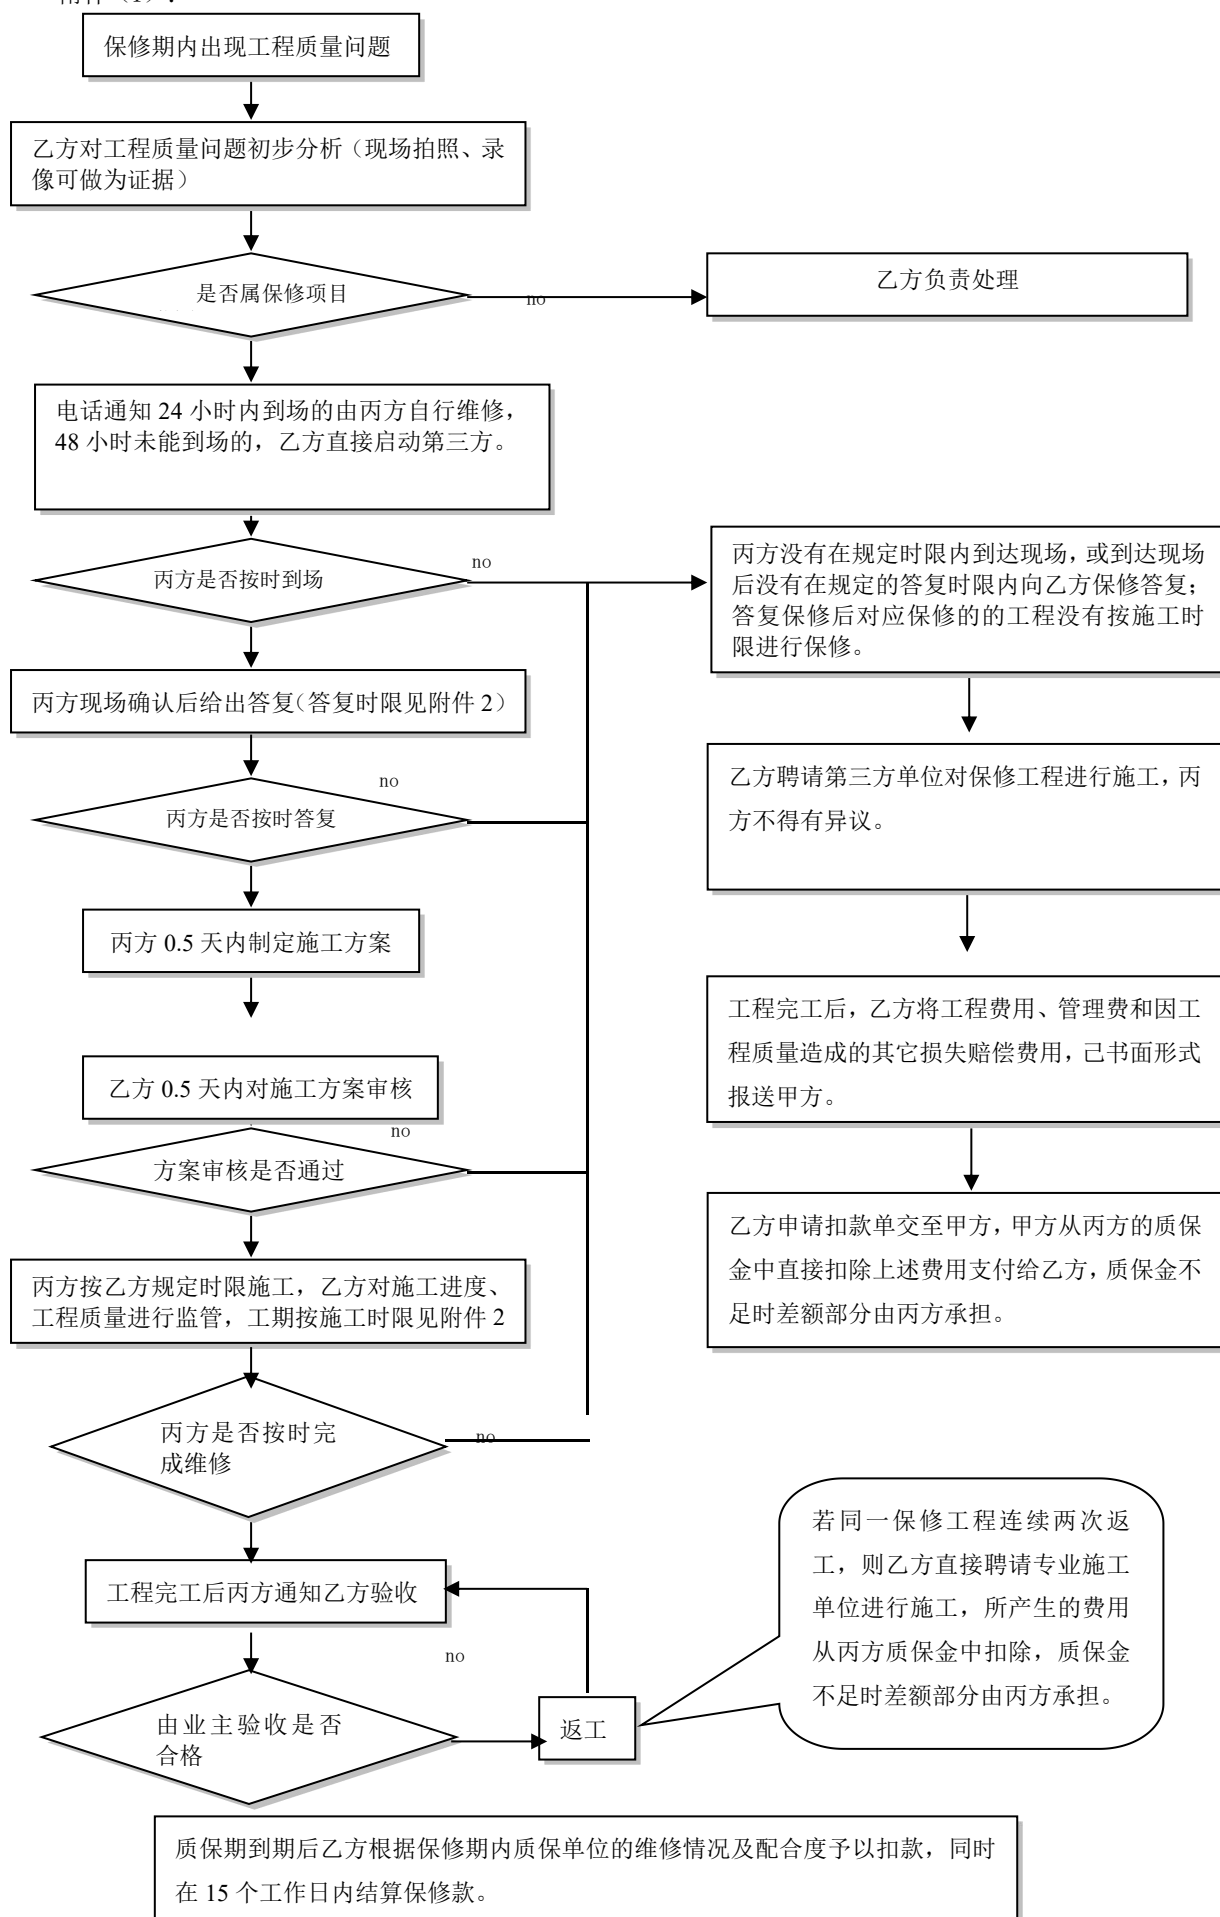 附件（1）：
保修期内出现工程质量问题
乙方对工程质量问题初步分析（现场拍照、录
像可做为证据）
是否属保修项目
no
乙方负责处理
电话通知 24 小时内到场的由丙方自行维修，
48 小时未能到场的，乙方直接启动第三方。
丙方是否按时到场
no
丙方没有在规定时限内到达现场，或到达现场
后没有在规定的答复时限内向乙方保修答复；
答复保修后对应保修的的工程没有按施工时
限进行保修。
丙方现场确认后给出答复（答复时限见附件 2）
no
丙方是否按时答复
乙方聘请第三方单位对保修工程进行施工，丙
方不得有异议。
丙方 0.5 天内制定施工方案
乙方 0.5 天内对施工方案审核
no
方案审核是否通过
工程完工后，乙方将工程费用、管理费和因工
程质量造成的其它损失赔偿费用，己书面形式
报送甲方。
丙方按乙方规定时限施工，乙方对施工进度、
工程质量进行监管，工期按施工时限见附件 2
乙方申请扣款单交至甲方，甲方从丙方的质保
金中直接扣除上述费用支付给乙方，质保金不
足时差额部分由丙方承担。
丙方是否按时完
成维修
no
工程完工后丙方通知乙方验收
no
由业主验收是否
合格
返工
若同一保修工程连续两次返
工，则乙方直接聘请专业施工
单位进行施工，所产生的费用
从丙方质保金中扣除，质保金
不足时差额部分由丙方承担。
质保期到期后乙方根据保修期内质保单位的维修情况及配合度予以扣款，同时
在 15 个工作日内结算保修款。